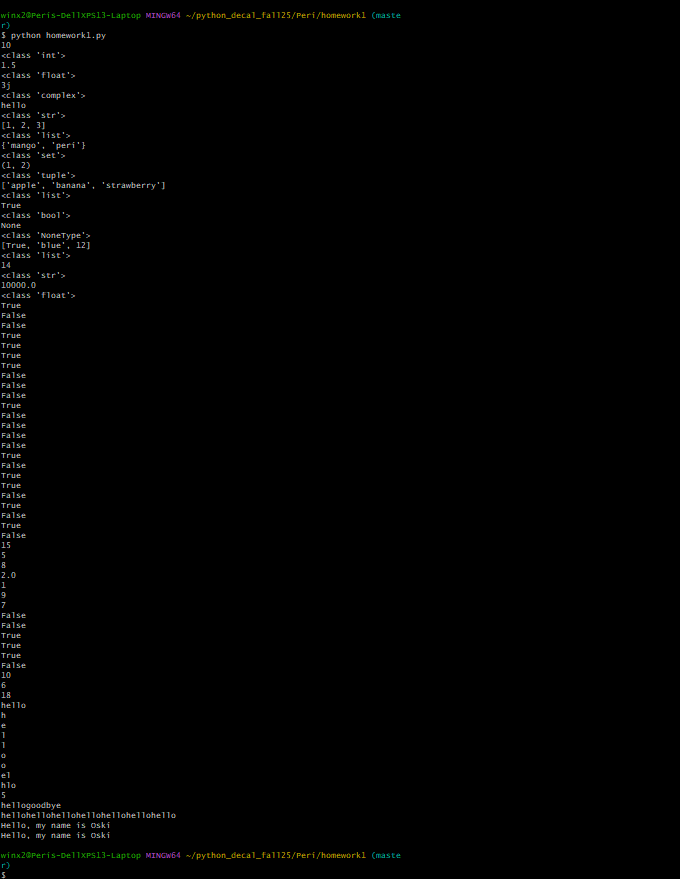 winx2@Peris-DellXPS13-Laptop MINGW64 ~/python_decal_fall25/Peri/homework1 (maste
r)
$ python homework1.py
10
<class 'int'>
1.5
<class 'float'>
3j
<class 'complex'>
hello
<class 'str'>
[1, 2, 3]
<class 'list'>
{'mango', 'peri'}
<class 'set'>
(1, 2)
<class 'tuple'>
['apple', 'banana', 'strawberry']
<class 'list'>
True
<class 'bool'>
None
<class 'NoneType'>
[True, 'blue', 12]
<class 'list'>
14
<class 'str'>
10000.0
<class 'float'>
True
False
False
True
True
True
True
False
False
False
True
False
False
False
False
True
False
True
True
False
True
False
True
False
15
5
8
2.0
1
9
7
False
False
True
True
True
False
10
6
18
hello
h
e
l
l
o
o
el
hlo
5
hellogoodbye
hellohellohellohellohellohellohello
Hello, my name is Oski
Hello, my name is Oski
winx2@Peris-DellXPS13-Laptop MINGW64 ~/python_decal_fall25/Peri/homework1 (maste
r)
$